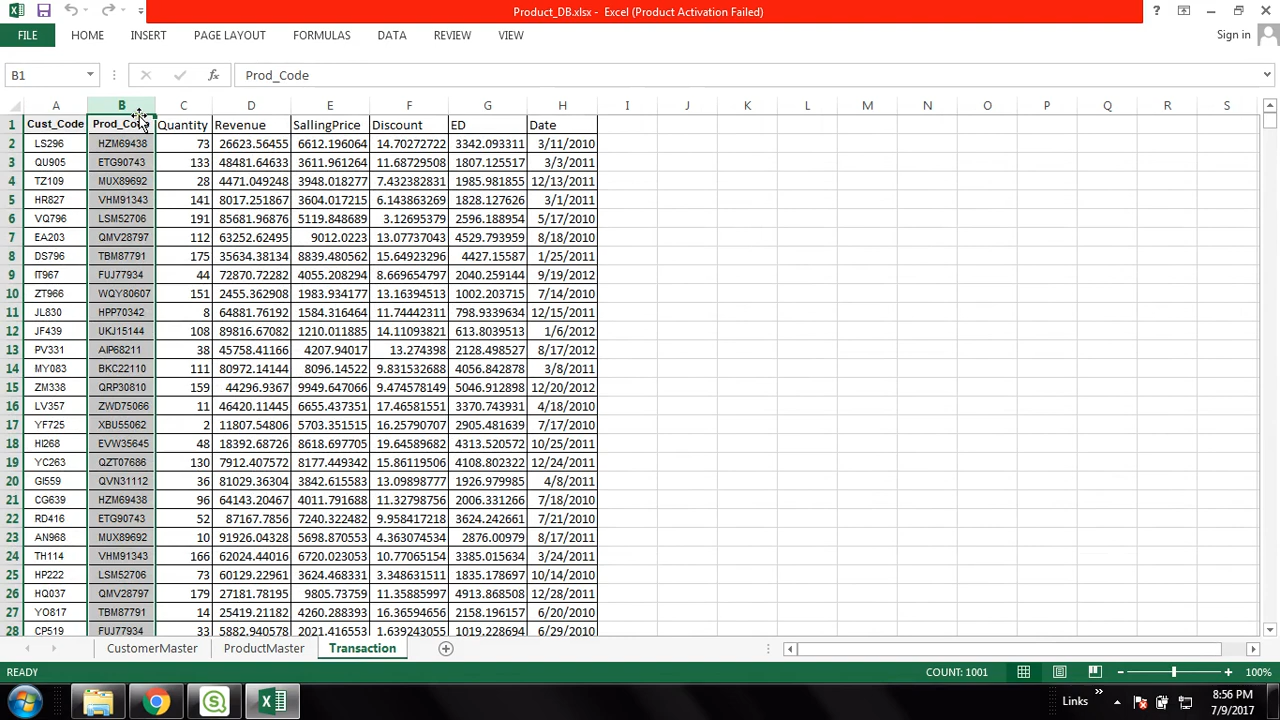 Product_DB.xlsx - Excel (Product Activation Failed)
FILE HOME INSERT PAGE LAYOUT FORMULAS DATA REVIEW VIEW Sign in
B1 fx Prod_Code
A B C D E F G H I J K L M N O P Q R S
1 Cust_Code Prod_Code Quantity Revenue SallingPrice Discount ED Date
2 LS296 HZM69438 73 26623.56455 6612.196064 14.70272722 3342.093311 3/11/2010
3 QU905 ETG90743 133 48481.64633 3611.961264 11.68729508 1807.125517 3/3/2011
4 TZ109 MUX89692 28 4471.049248 3948.018277 7.432382831 1985.981855 12/13/2011
5 HR827 VHM91343 141 8017.251867 3604.017215 6.143863269 1828.127626 3/1/2011
6 VQ796 LSM52706 191 85681.96876 5119.848689 3.12695379 2596.188954 5/17/2010
7 EA203 QMV28797 112 63252.62495 9012.0223 13.07737043 4529.793959 8/18/2010
8 DS796 TBM87791 175 35634.38134 8839.480562 15.64923296 4427.15587 1/25/2011
9 IT967 FUJ77934 44 72870.72282 4055.208294 8.669654797 2040.259144 9/19/2012
10 ZT966 WQY80607 151 2455.362908 1983.934177 13.16394513 1002.203715 7/14/2010
11 JL830 HPP70342 8 64881.76192 1584.316464 11.74442311 798.9339614 12/15/2011
12 JF439 UKJ15144 108 89816.67082 1210.011885 14.11093821 613.8039513 1/6/2012
13 PV331 AIP68211 38 45758.41166 4207.94017 13.274398 2128.498527 8/17/2012
14 MY083 BKC22110 111 80972.14144 8096.14522 9.831532688 4056.842878 3/8/2011
15 ZM338 QRP30810 159 44296.9367 9949.647066 9.474578149 5046.912898 12/20/2012
16 LV357 ZWD75066 11 46420.11445 6655.437351 17.46581551 3370.743931 4/18/2010
17 YF725 XBU55062 2 11807.54806 5703.351515 16.25790707 2905.481639 7/17/2010
18 HI268 EVW35645 48 18392.68726 8618.697705 19.64589682 4313.520572 10/25/2011
19 YC263 QZT07686 130 7912.407572 8177.449342 15.86119506 4108.802322 12/24/2011
20 GI559 QVN31112 36 81029.36304 3842.615583 13.09898777 1926.979985 4/8/2011
21 CG639 HZM69438 96 64143.20467 4011.791688 11.32798756 2006.331266 7/18/2010
22 RD416 ETG90743 52 87167.7856 7240.322482 9.958417218 3624.242661 7/21/2010
23 AN968 MUX89692 10 91926.04328 5698.870553 4.363074534 2876.00979 8/17/2011
24 TH114 VHM91343 166 62024.44016 6720.023053 10.77065154 3385.015634 3/24/2011
25 HP222 LSM52706 73 60129.22961 3624.468331 3.348631511 1835.178697 10/14/2010
26 HQ037 QMV28797 179 27181.78195 9805.73759 11.35885997 4913.868508 12/28/2011
27 YO817 TBM87791 14 25419.21182 4260.288393 16.36594656 2158.196157 6/20/2010
28 CP519 FUJ77934 33 5882.940578 2021.416553 1.639243055 1019.228694 6/29/2010
CustomerMaster ProductMaster Transaction
READY COUNT: 1001 100%
Links 8:56 PM
7/9/2017